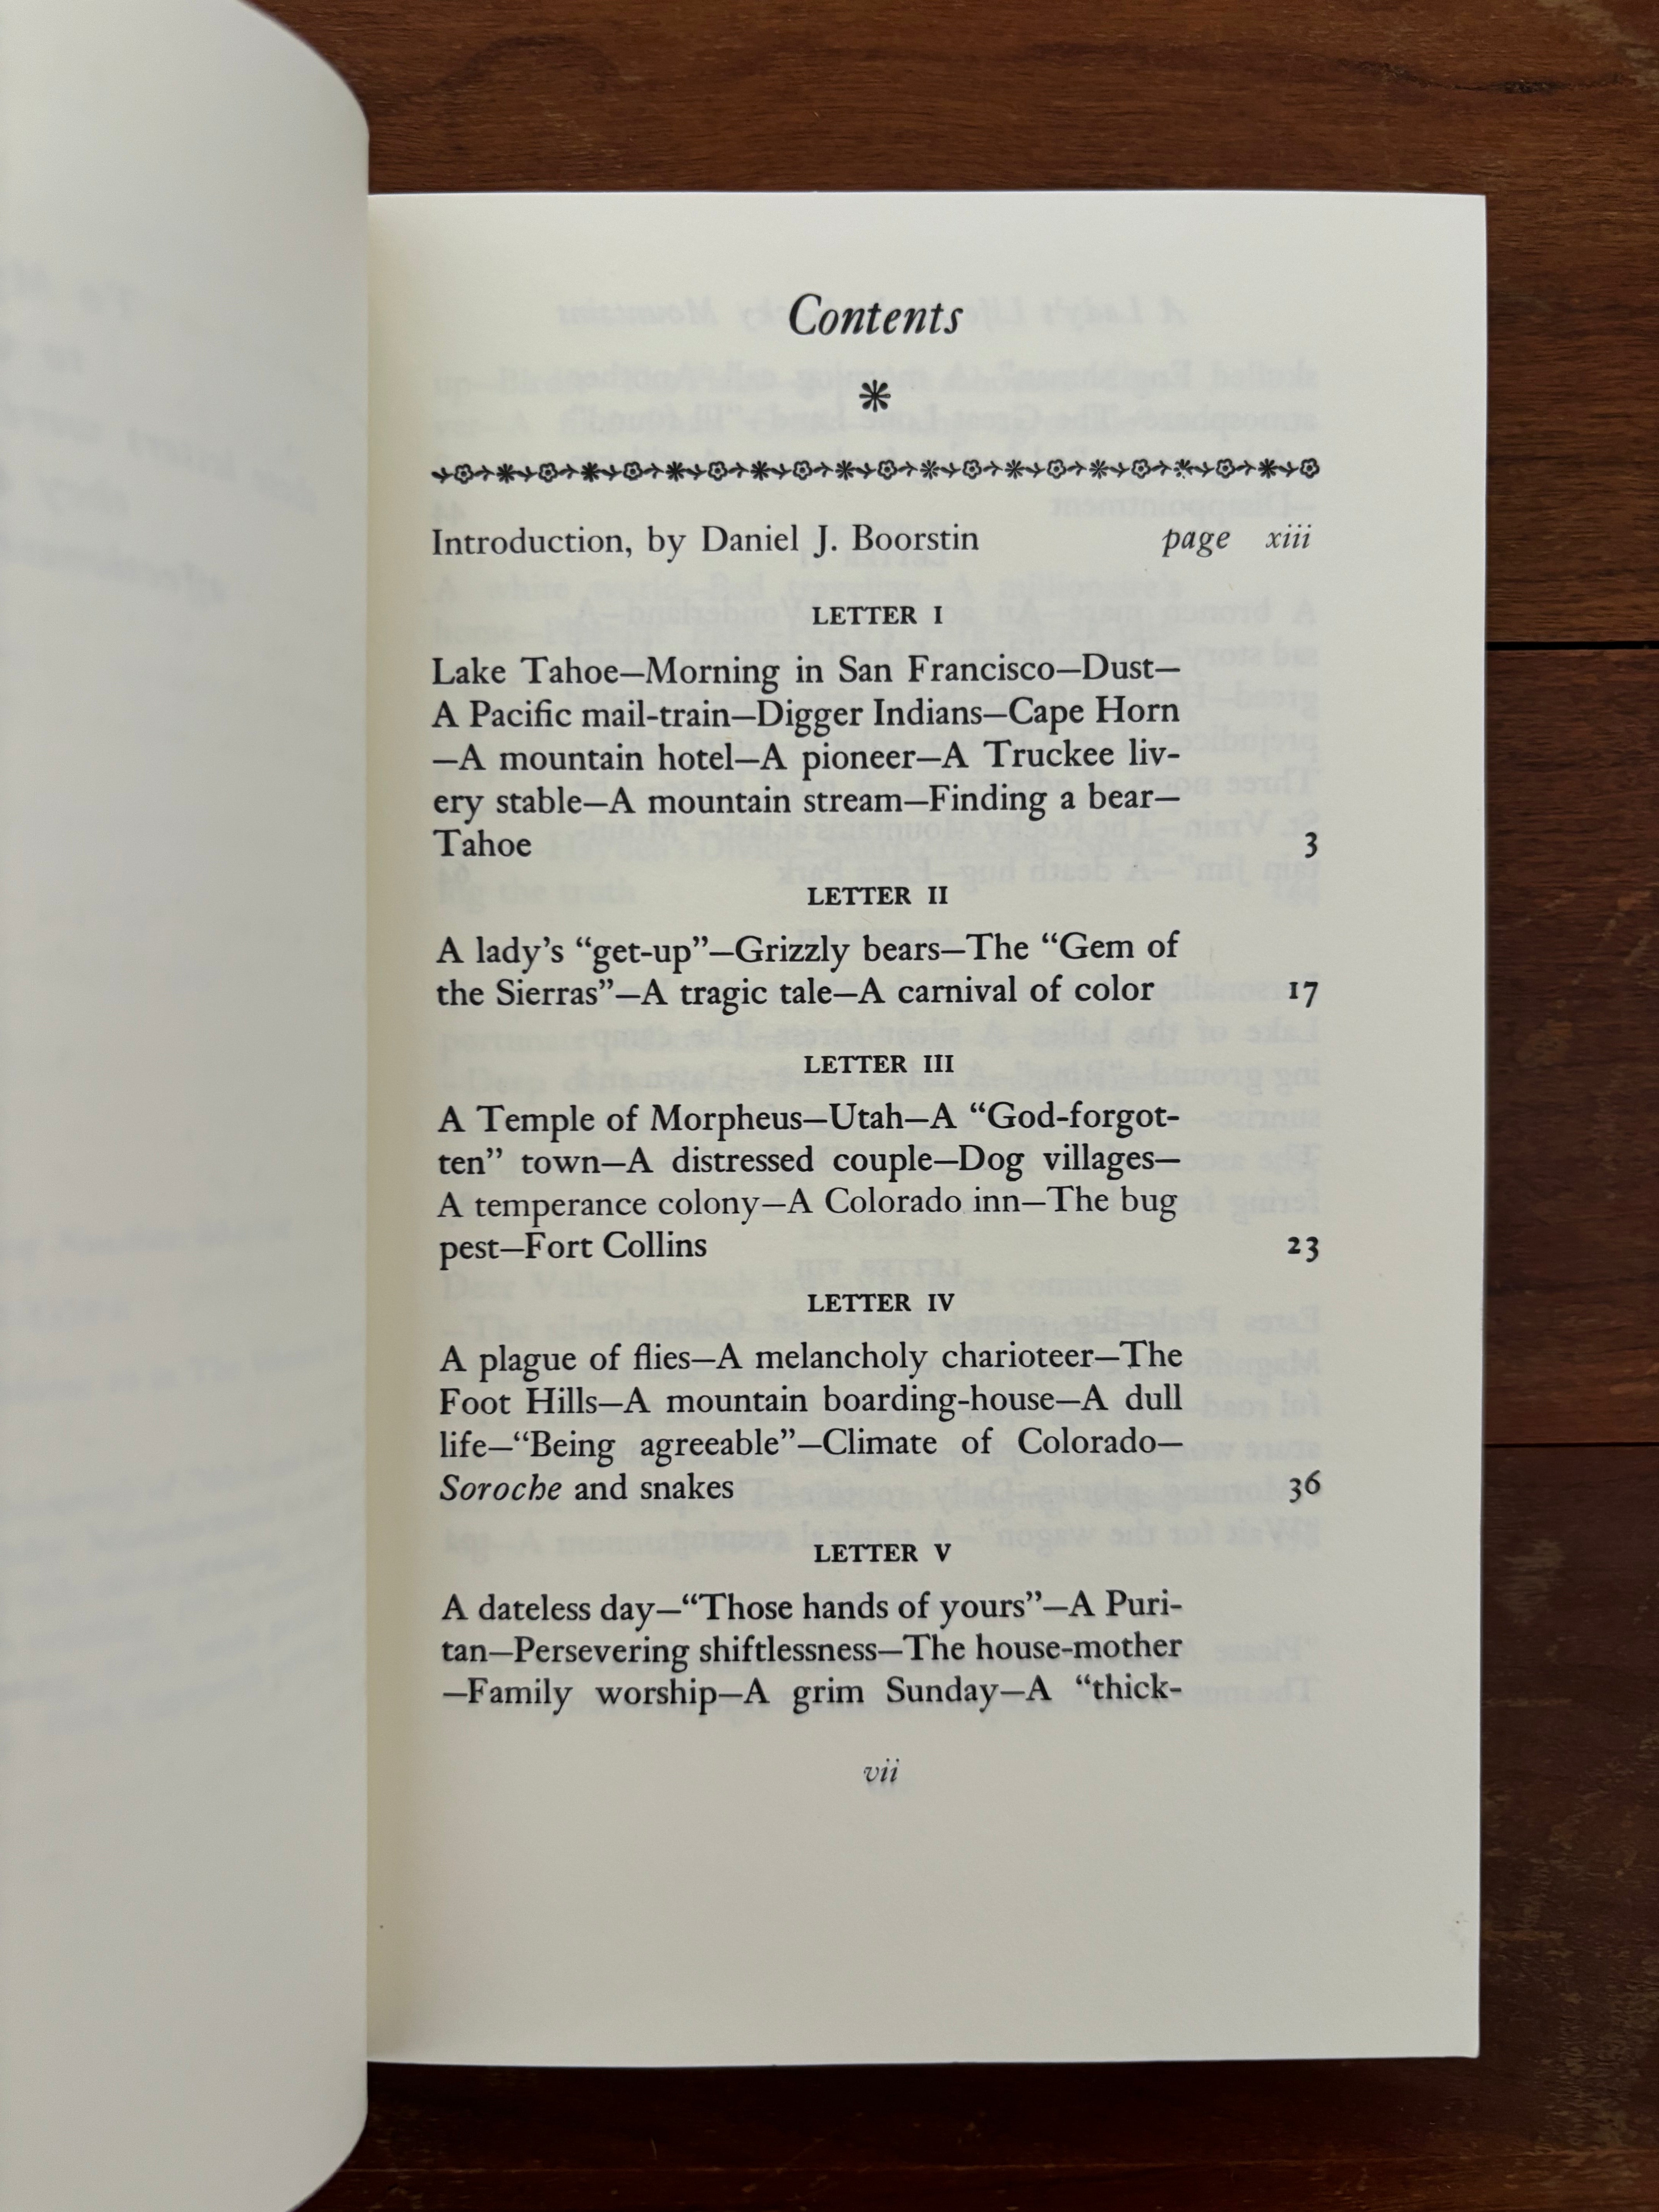 Contents
Introduction, by Daniel J. Boorstin page xiii
LETTER I
Lake Tahoe—Morning in San Francisco—Dust—
A Pacific mail-train—Digger Indians—Cape Horn
—A mountain hotel—A pioneer—A Truckee liv-
ery stable—A mountain stream—Finding a bear—
Tahoe 3
LETTER II
A lady's “get-up”—Grizzly bears—The “Gem of
the Sierras”—A tragic tale—A carnival of color 17
LETTER III
A Temple of Morpheus—Utah—A “God-forgot-
ten” town—A distressed couple—Dog villages—
A temperance colony—A Colorado inn—The bug
pest—Fort Collins 23
LETTER IV
A plague of flies—A melancholy charioteer—The
Foot Hills—A mountain boarding-house—A dull
life—“Being agreeable”—Climate of Colorado—
Soroche and snakes 36
LETTER V
A dateless day—“Those hands of yours”—A Puri-
tan—Persevering shiftlessness—The house-mother
—Family worship—A grim Sunday—A “thick-
vii